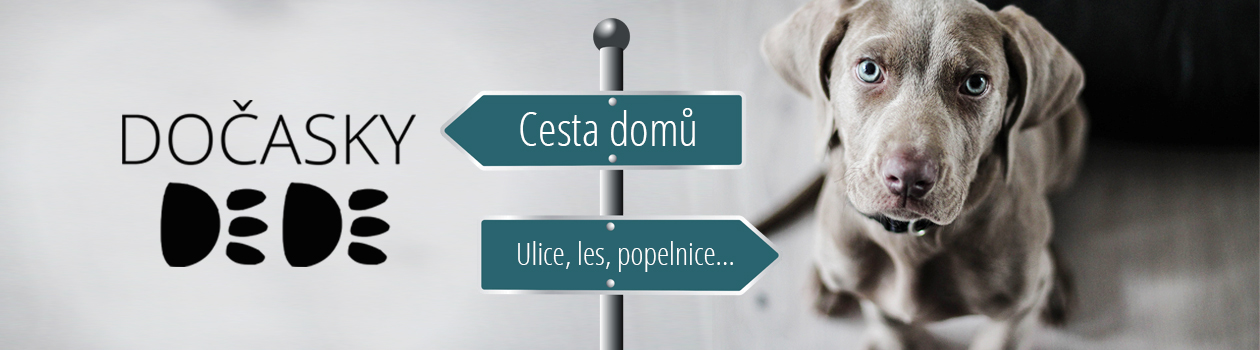 DOČASKY
DEDE
Cesta domů
Ulice, les, popelnice...